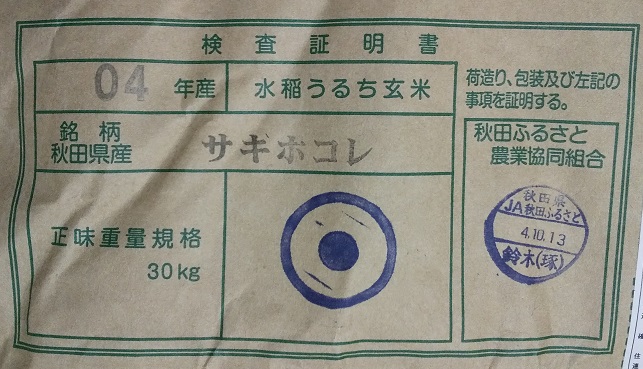 検査証明書
04 年産
水稲うるち玄米
荷造り、包装及び左記の
事項を証明する。
銘柄
秋田県産
サキホコレ
秋田ふるさと
農業協同組合
正味重量規格
30kg
秋田県
JA秋田ふるさと
4.10.13
鈴木(琢)